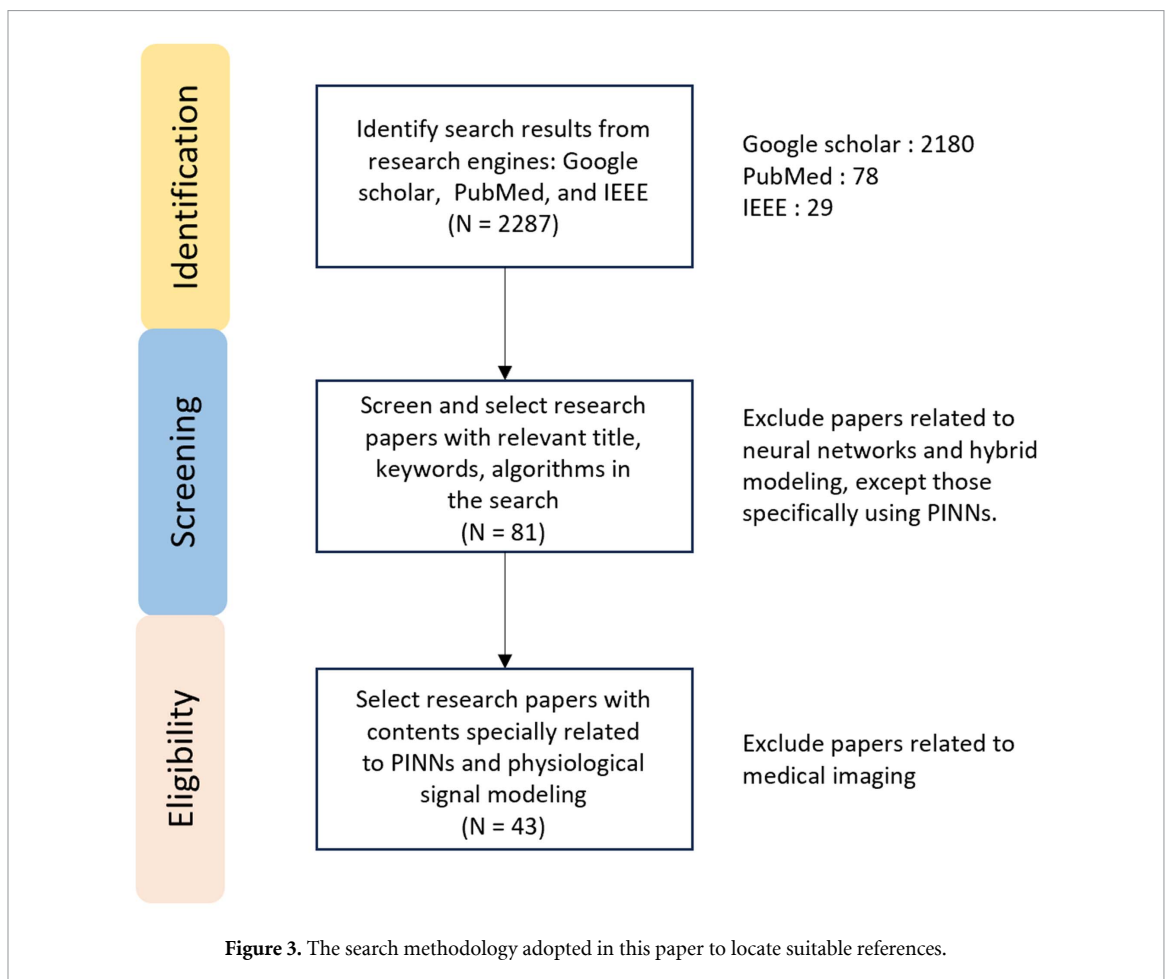 Identification
Identify search results from
research engines: Google
scholar, PubMed, and IEEE
(N = 2287)
Google scholar : 2180
PubMed : 78
IEEE : 29
Screening
Screen and select research
papers with relevant title,
keywords, algorithms in
the search
(N = 81)
Exclude papers related to
neural networks and hybrid
modeling, except those
specifically using PINNs.
Eligibility
Select research papers with
contents specially related
to PINNs and physiological
signal modeling
(N = 43)
Exclude papers related to
medical imaging
Figure 3. The search methodology adopted in this paper to locate suitable references.